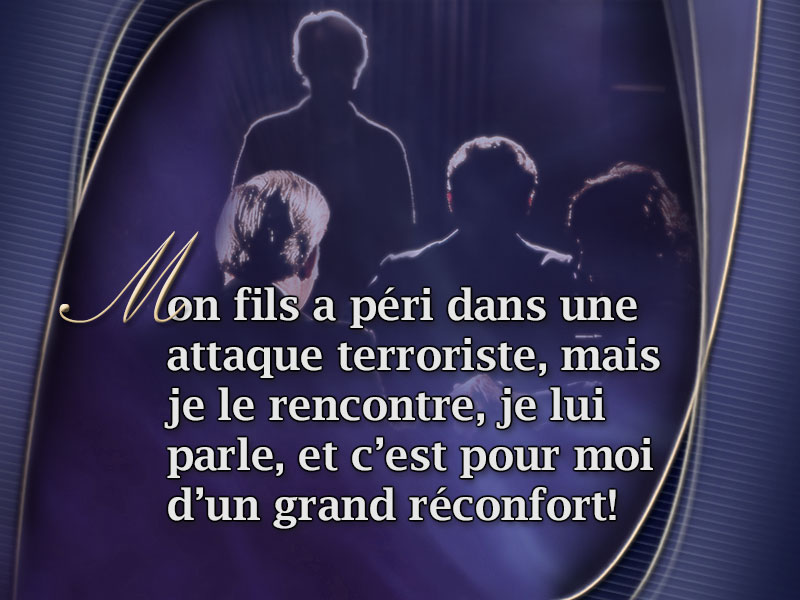 Mon fils a péri dans une
attaque terroriste, mais
je le rencontre, je lui
parle, et c’est pour moi
d’un grand réconfort!